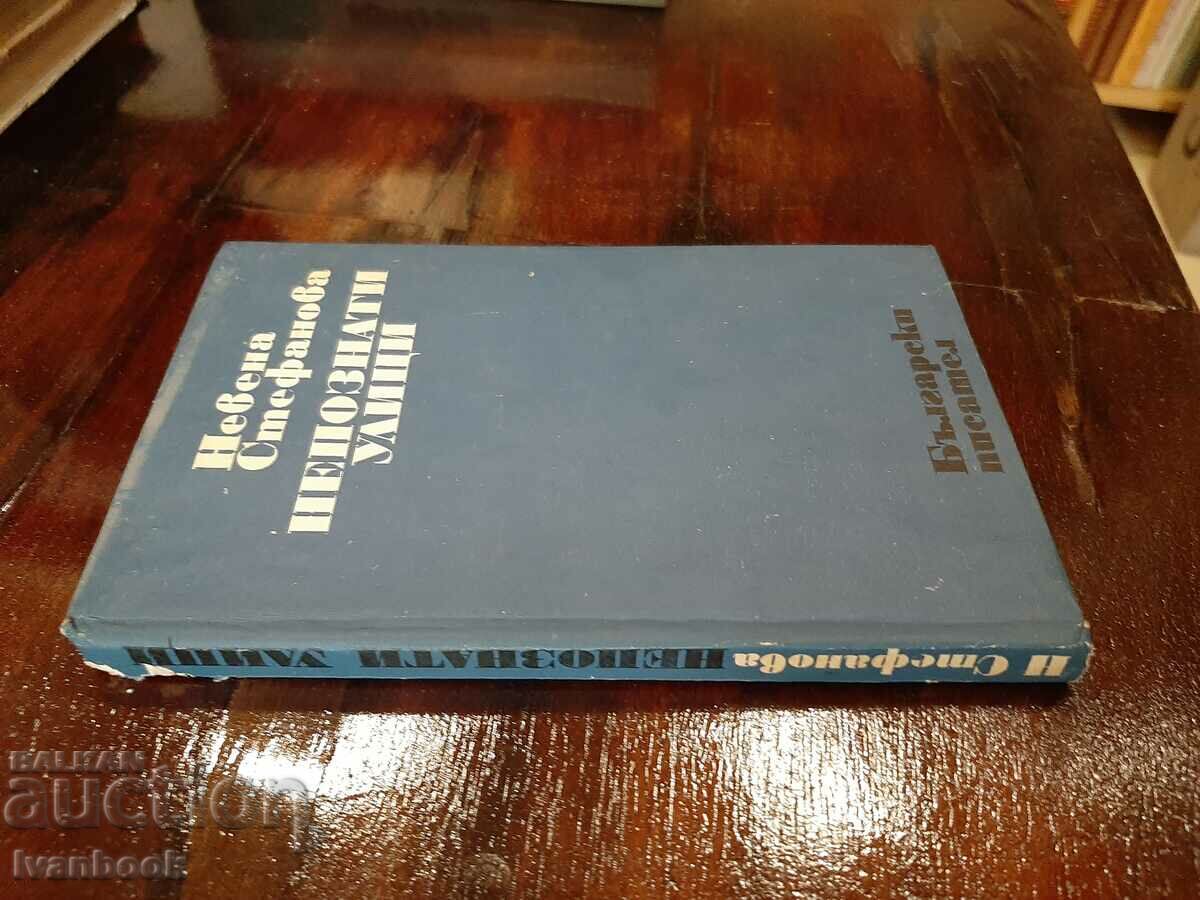 Невена
Стефанова
НЕПОЗНАТИ
УЛИЦИ
Български
писател
Н Стефанова НЕПОЗНАТИ УЛИЦИ
BALKAN
auction
Ivanbook